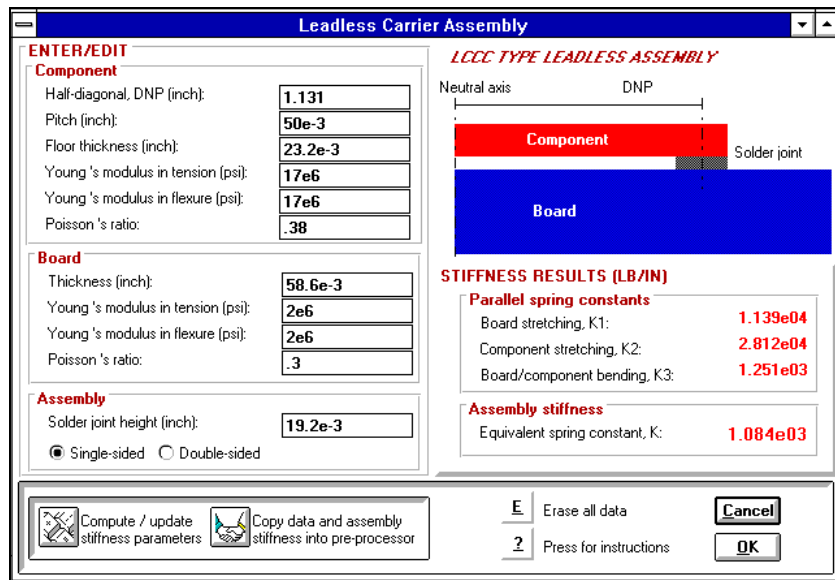 Leadless Carrier Assembly
ENTER/EDIT
Component
Half-diagonal, DNP (inch): 1.131
Pitch (inch): 50e-3
Floor thickness (inch): 23.2e-3
Young 's modulus in tension (psi): 17e6
Young 's modulus in flexure (psi): 17e6
Poisson 's ratio: .38
Board
Thickness (inch): 58.6e-3
Young 's modulus in tension (psi): 2e6
Young 's modulus in flexure (psi): 2e6
Poisson 's ratio: .3
Assembly
Solder joint height (inch): 19.2e-3
Single-sided Double-sided
LCCC TYPE LEADLESS ASSEMBLY
Neutral axis DNP
Component
Solder joint
Board
STIFFNESS RESULTS (LB/IN)
Parallel spring constants
Board stretching, K1: 1.139e04
Component stretching, K2: 2.812e04
Board/component bending, K3: 1.251e03
Assembly stiffness
Equivalent spring constant, K: 1.084e03
Compute / update
stiffness parameters
Copy data and assembly
stiffness into pre-processor
E Erase all data
? Press for instructions
Cancel
OK